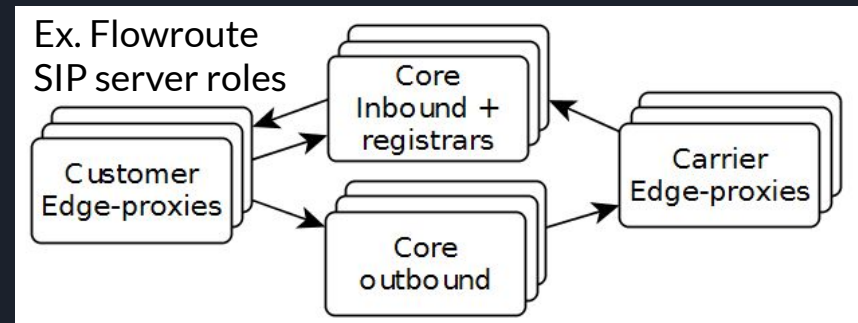 Ex. Flowroute
SIP server roles
Core
Inbound +
registrars
Customer
Edge-proxies
Carrier
Edge-proxies
Core
outbound